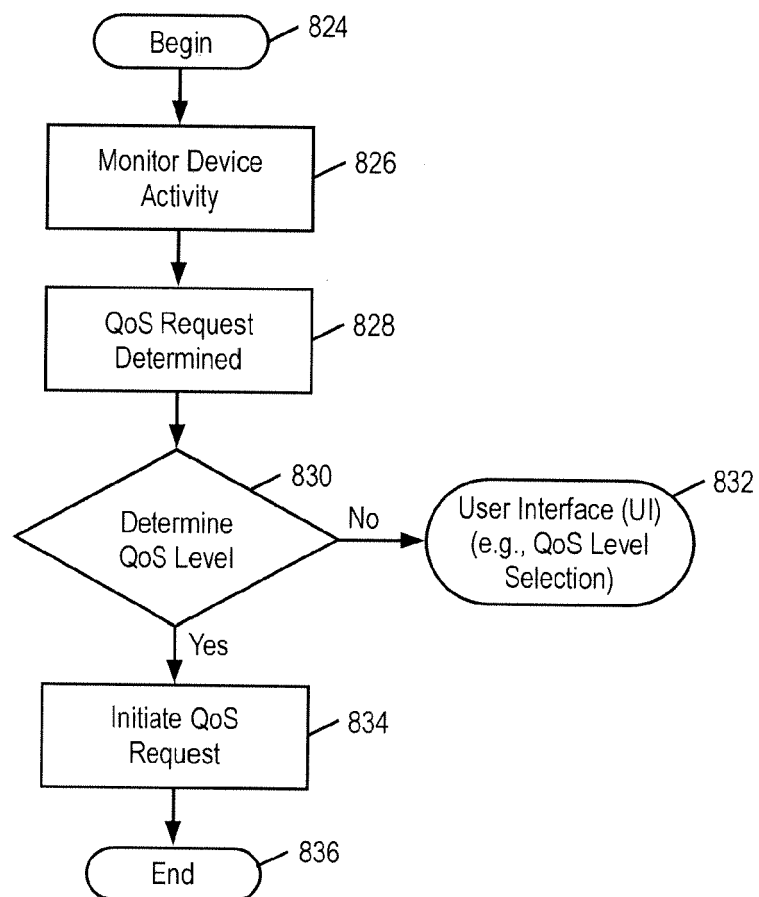 Begin
824
Monitor Device
Activity
826
QoS Request
Determined
828
830
Determine
QoS Level
No
User Interface (UI)
(e.g., QoS Level
Selection)
832
Yes
Initiate QoS
Request
834
End
836